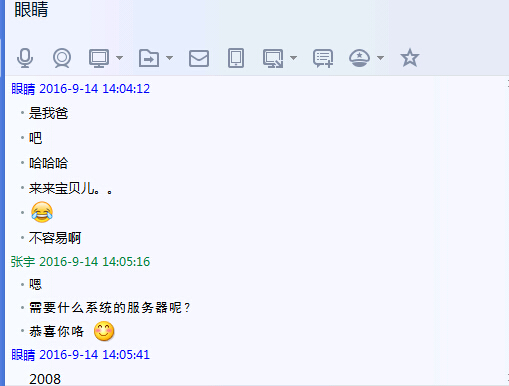 眼睛
眼睛 2016-9-14 14:04:12
是我爸
吧
哈哈哈
来来宝贝儿。。
😂
不容易啊
张宇 2016-9-14 14:05:16
嗯
需要什么系统的服务器呢?
恭喜你咯 😊
眼睛 2016-9-14 14:05:41
2008